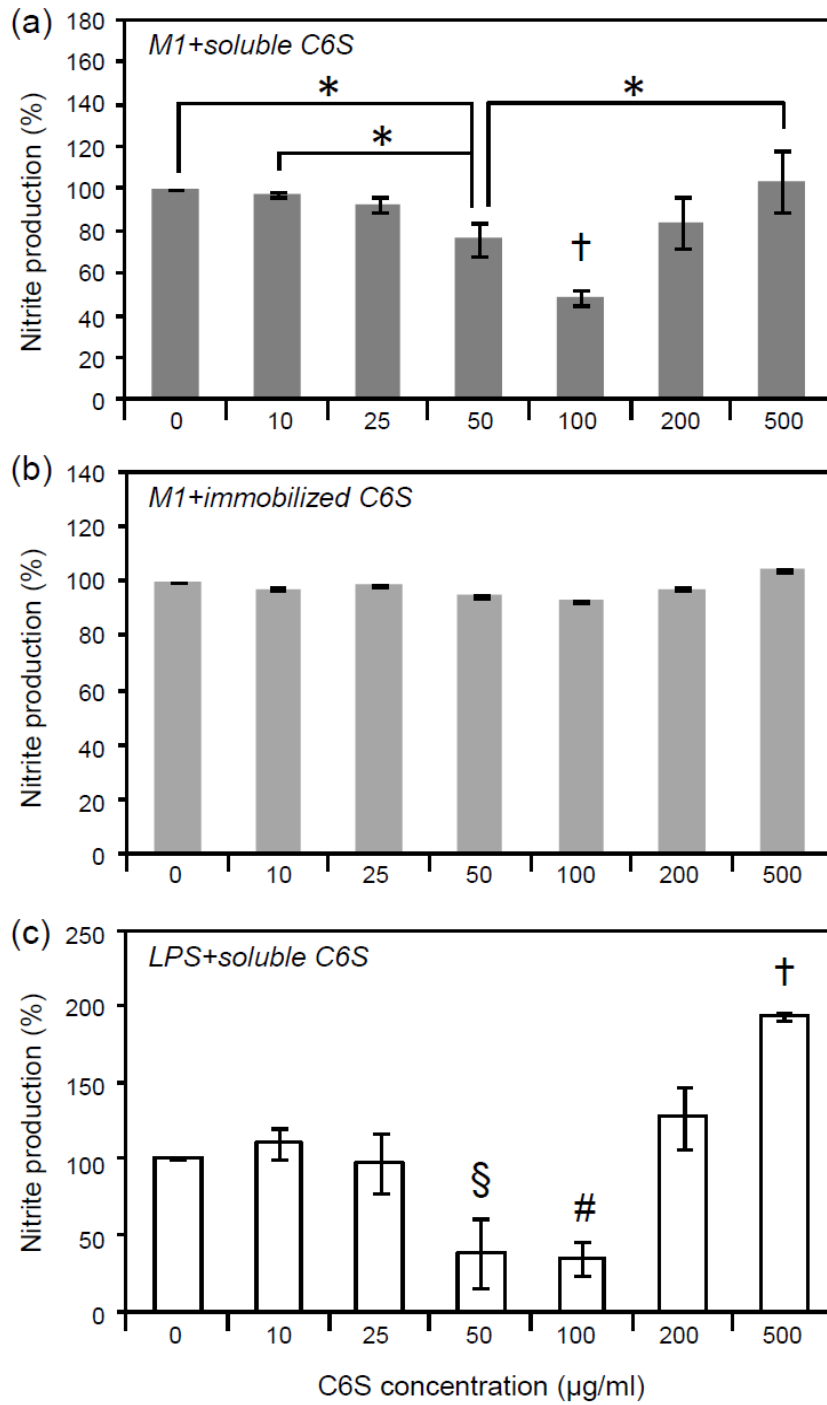 (a)
M1+soluble C6S
Nitrite production (%)
180
160
140
120
100
80
60
40
20
0
*
*
*
†
0 10 25 50 100 200 500
(b)
M1+immobilized C6S
Nitrite production (%)
140
120
100
80
60
40
20
0
0 10 25 50 100 200 500
(c)
LPS+soluble C6S
Nitrite production (%)
250
200
150
100
50
0
§
#
†
0 10 25 50 100 200 500
C6S concentration (µg/ml)